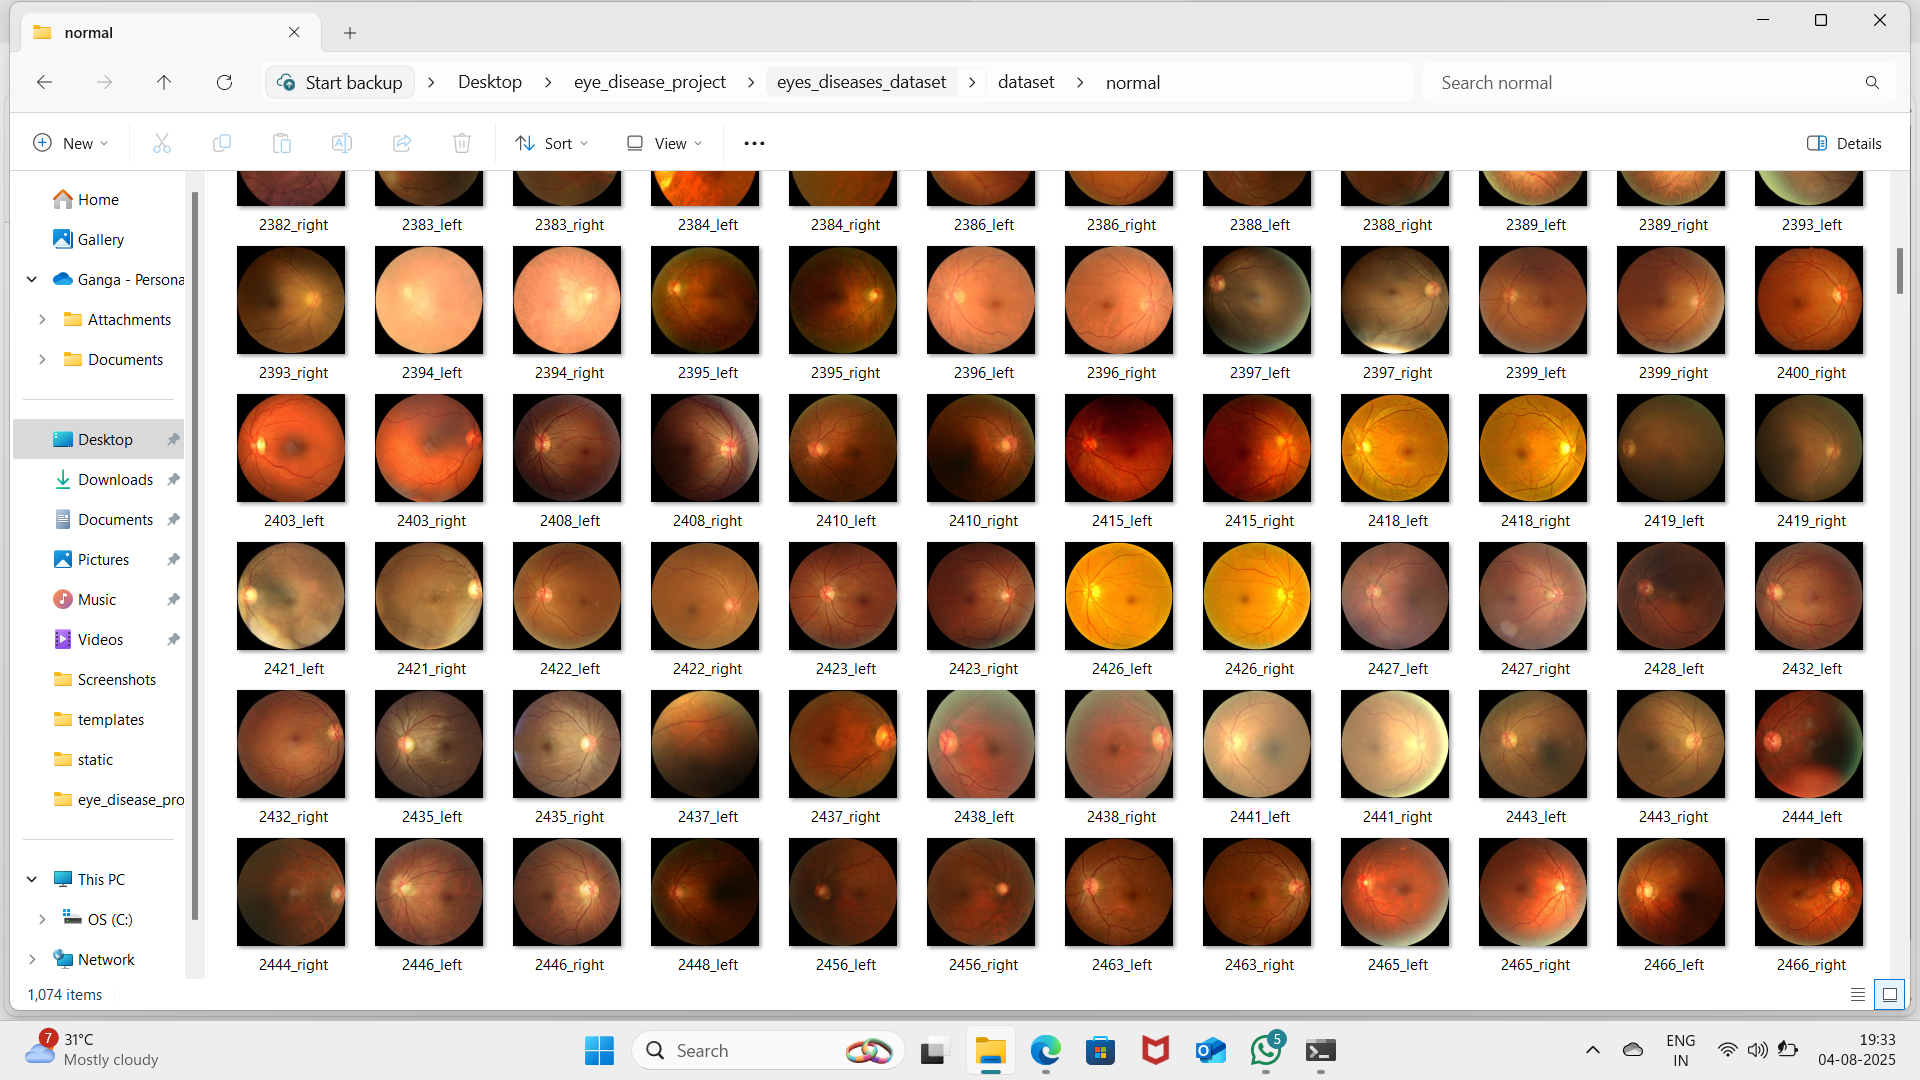 normal
Start backup > Desktop > eye_disease_project > eyes_diseases_dataset > dataset > normal
Search normal
New
Sort
View
Details
Home
Gallery
Ganga - Persona
Attachments
Documents
Desktop
Downloads
Documents
Pictures
Music
Videos
Screenshots
templates
static
eye_disease_pro
This PC
OS (C:)
Network
2382_right 2383_left 2383_right 2384_left 2384_right 2386_left 2386_right 2388_left 2388_right 2389_left 2389_right 2393_left
2393_right 2394_left 2394_right 2395_left 2395_right 2396_left 2396_right 2397_left 2397_right 2399_left 2399_right 2400_right
2403_left 2403_right 2408_left 2408_right 2410_left 2410_right 2415_left 2415_right 2418_left 2418_right 2419_left 2419_right
2421_left 2421_right 2422_left 2422_right 2423_left 2423_right 2426_left 2426_right 2427_left 2427_right 2428_left 2432_left
2432_right 2435_left 2435_right 2437_left 2437_right 2438_left 2438_right 2441_left 2441_right 2443_left 2443_right 2444_left
2444_right 2446_left 2446_right 2448_left 2456_left 2456_right 2463_left 2463_right 2465_left 2465_right 2466_left 2466_right
1,074 items
7
31°C
Mostly cloudy
Search
5
ENG
IN
19:33
04-08-2025